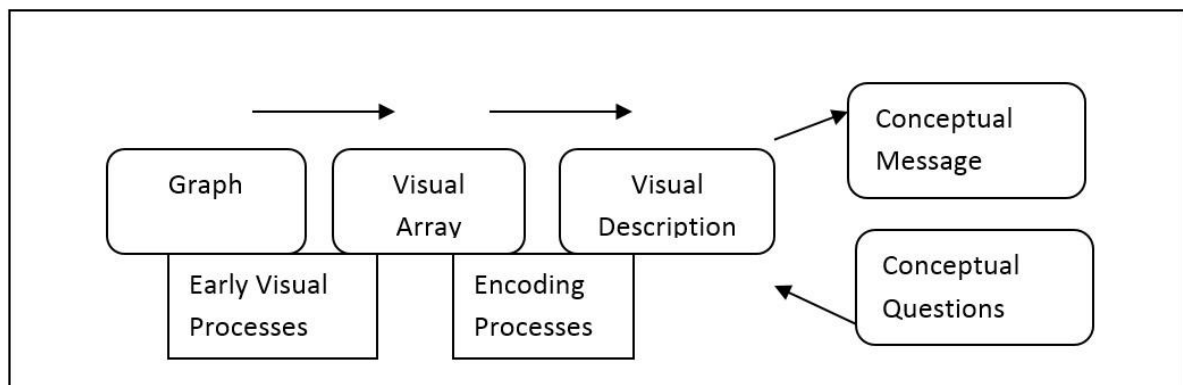 Graph
Visual
Array
Visual
Description
Conceptual
Message
Conceptual
Questions
Early Visual
Processes
Encoding
Processes